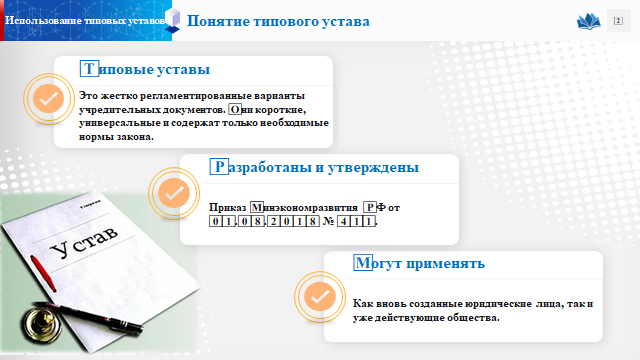 Использование типовых уставов
Понятие типового устава
2
Типовые уставы
Это жестко регламентированные варианты
учредительных документов. Они короткие,
универсальные и содержат только необходимые
нормы закона.
Разработаны и утверждены
Приказ Минэкономразвития РФ от
01.08.2018 № 411.
Устав
Могут применять
Как вновь созданные юридические лица, так и
уже действующие общества.